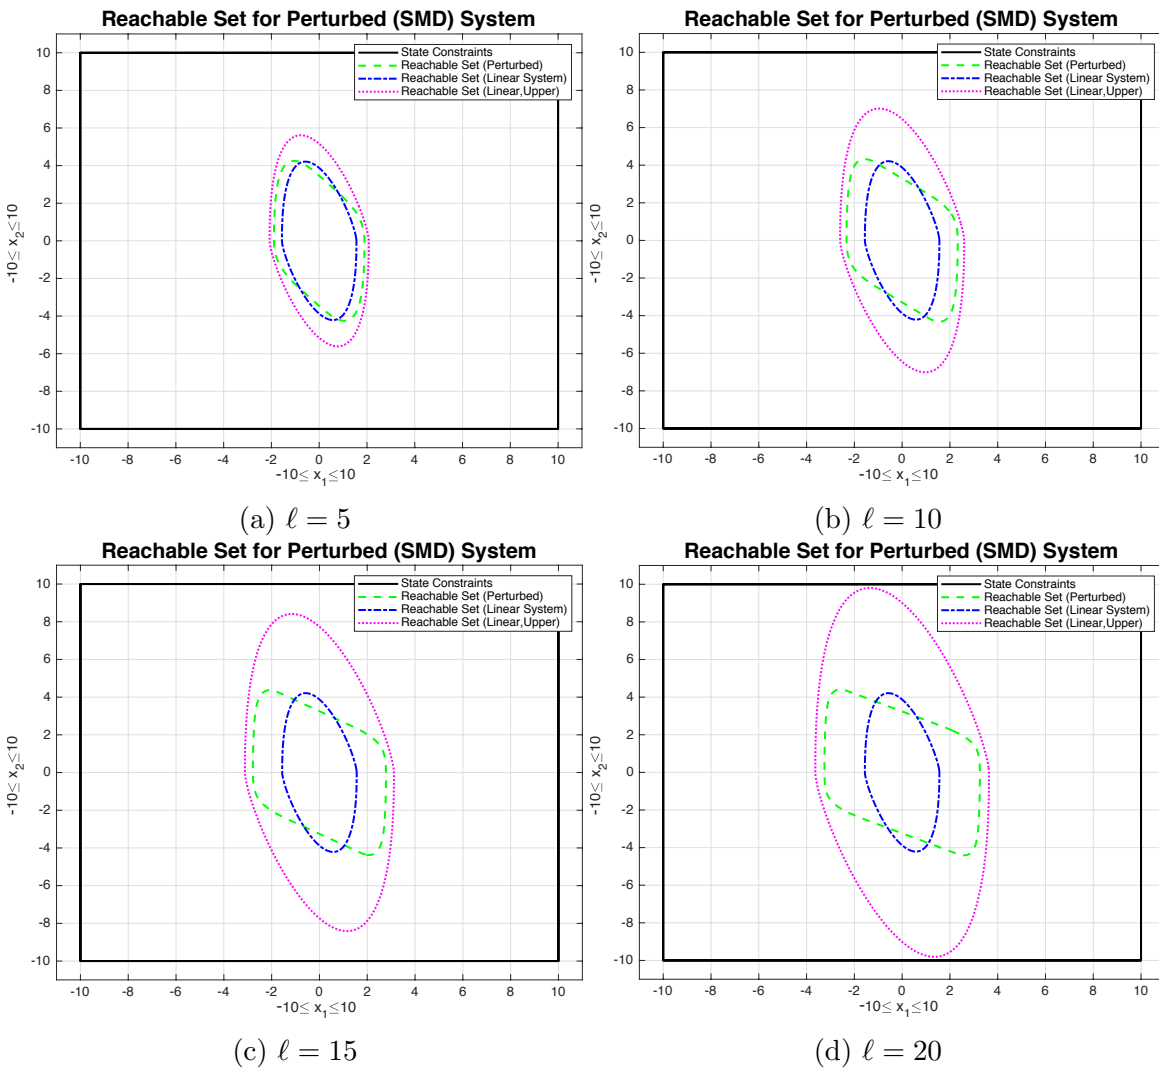 Reachable Set for Perturbed (SMD) System
State Constraints
Reachable Set (Perturbed)
Reachable Set (Linear System)
Reachable Set (Linear,Upper)
10
8
6
4
2
0
-2
-4
-6
-8
-10
-10≤ x₂≤10
-10 -8 -6 -4 -2 0 2 4 6 8 10
-10≤ x₁≤10
(a) ℓ = 5
Reachable Set for Perturbed (SMD) System
State Constraints
Reachable Set (Perturbed)
Reachable Set (Linear System)
Reachable Set (Linear,Upper)
10
8
6
4
2
0
-2
-4
-6
-8
-10
-10≤ x₂≤10
-10 -8 -6 -4 -2 0 2 4 6 8 10
-10≤ x₁≤10
(b) ℓ = 10
Reachable Set for Perturbed (SMD) System
State Constraints
Reachable Set (Perturbed)
Reachable Set (Linear System)
Reachable Set (Linear,Upper)
10
8
6
4
2
0
-2
-4
-6
-8
-10
-10≤ x₂≤10
-10 -8 -6 -4 -2 0 2 4 6 8 10
-10≤ x₁≤10
(c) ℓ = 15
Reachable Set for Perturbed (SMD) System
State Constraints
Reachable Set (Perturbed)
Reachable Set (Linear System)
Reachable Set (Linear,Upper)
10
8
6
4
2
0
-2
-4
-6
-8
-10
-10≤ x₂≤10
-10 -8 -6 -4 -2 0 2 4 6 8 10
-10≤ x₁≤10
(d) ℓ = 20